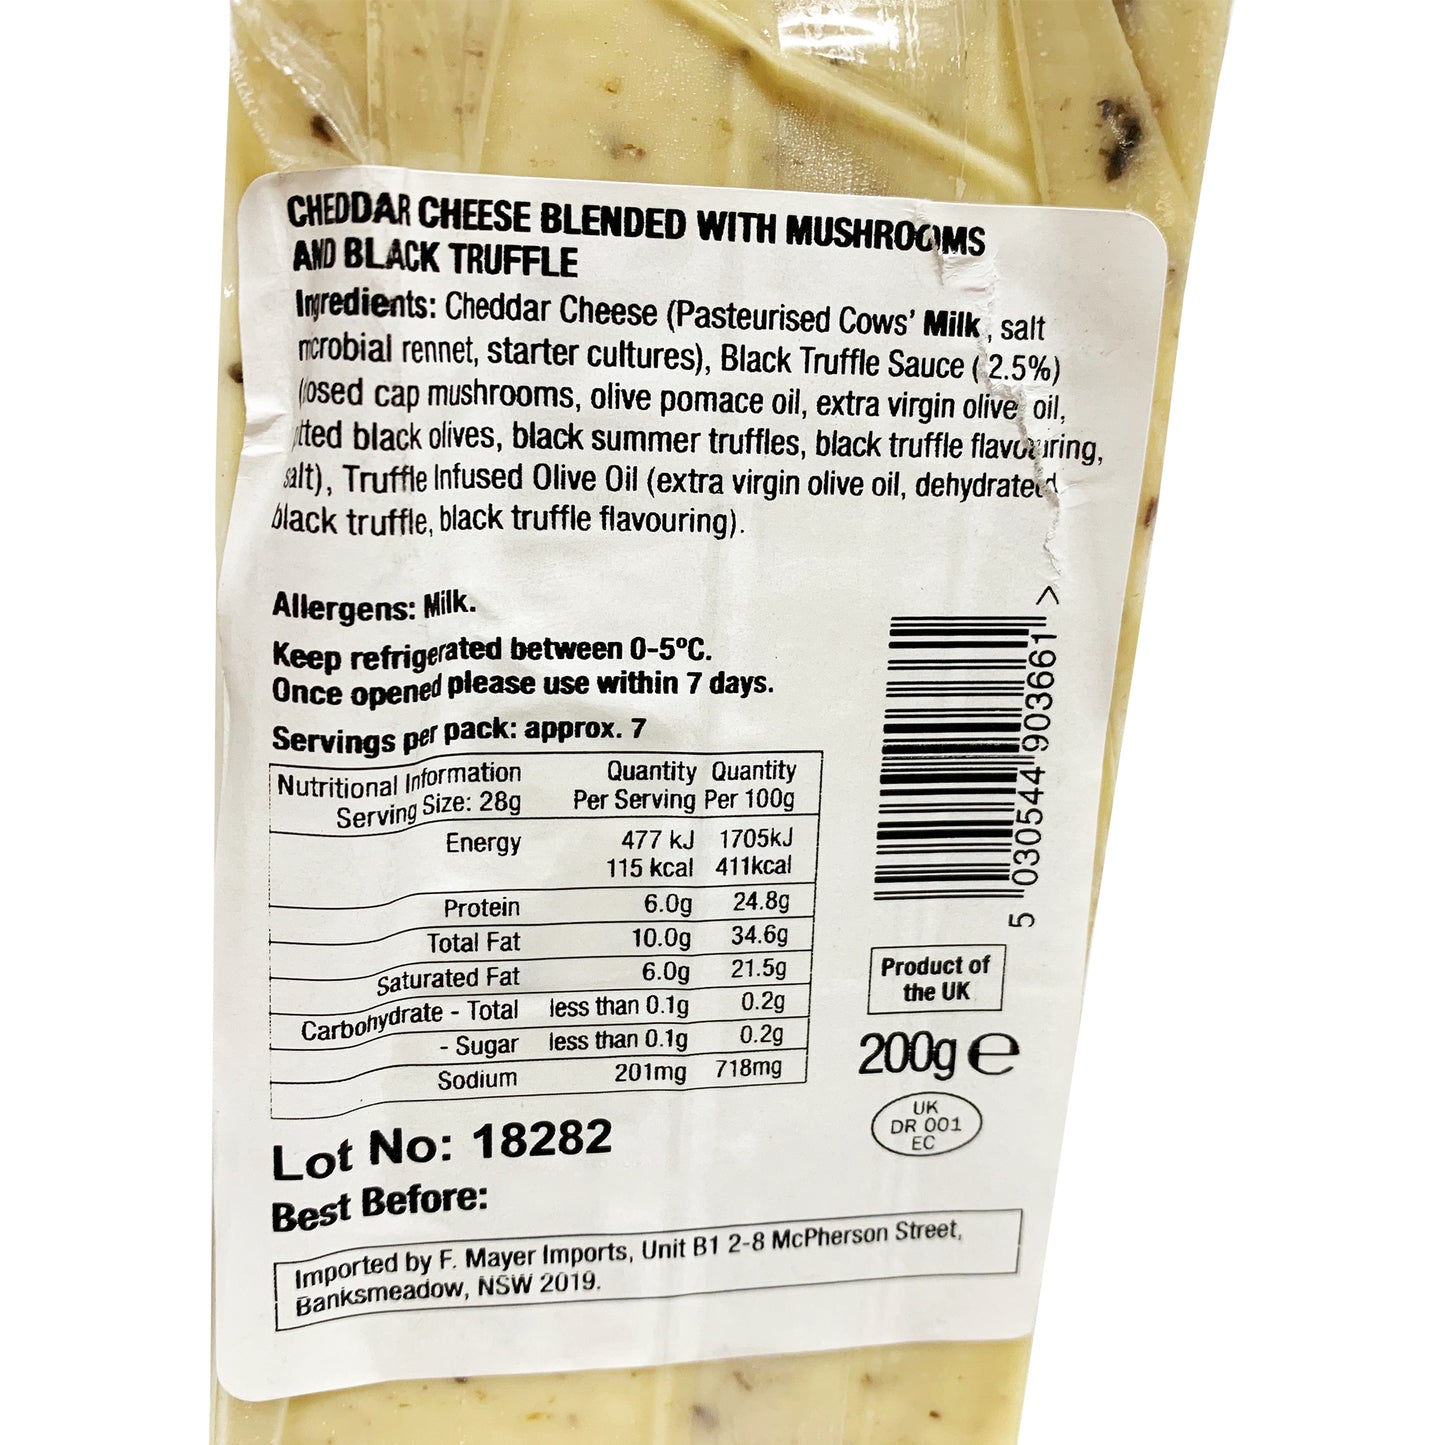 CHEDDAR CHEESE BLENDED WITH MUSHROOMS
AND BLACK TRUFFLE
Ingredients: Cheddar Cheese (Pasteurised Cows' Milk, salt
microbial rennet, starter cultures), Black Truffle Sauce (2.5%)
(closed cap mushrooms, olive pomace oil, extra virgin olive oil,
pitted black olives, black summer truffles, black truffle flavouring,
salt), Truffle Infused Olive Oil (extra virgin olive oil, dehydrated
black truffle, black truffle flavouring).
Allergens: Milk.
Keep refrigerated between 0-5ºC.
Once opened please use within 7 days.
Servings per pack: approx. 7
Nutritional Information Quantity Quantity
Serving Size: 28g Per Serving Per 100g
Energy 477 kJ 1705kJ
115 kcal 411kcal
Protein 6.0g 24.8g
Total Fat 10.0g 34.6g
Saturated Fat 6.0g 21.5g
Carbohydrate - Total less than 0.1g 0.2g
- Sugar less than 0.1g 0.2g
Sodium 201mg 718mg
5 030544 903661 >
Product of
the UK
200g ℮
UK
DR 001
EC
Lot No: 18282
Best Before:
Imported by F. Mayer Imports, Unit B1 2-8 McPherson Street,
Banksmeadow, NSW 2019.